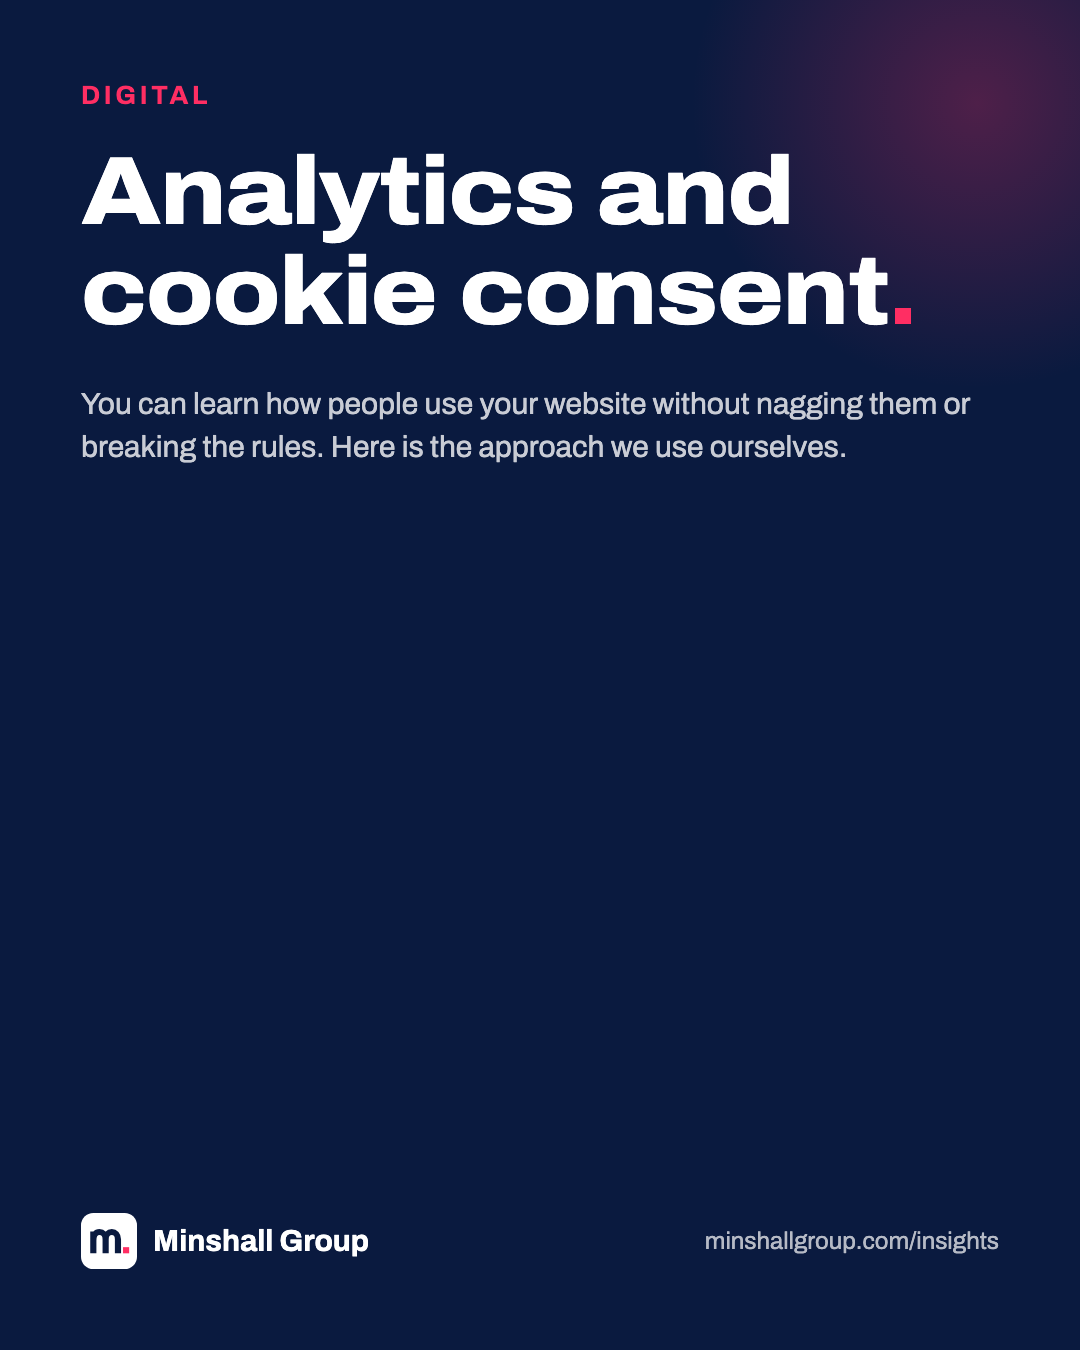 DIGITAL
Analytics and
cookie consent.
You can learn how people use your website without nagging them or
breaking the rules. Here is the approach we use ourselves.
m. Minshall Group
minshallgroup.com/insights